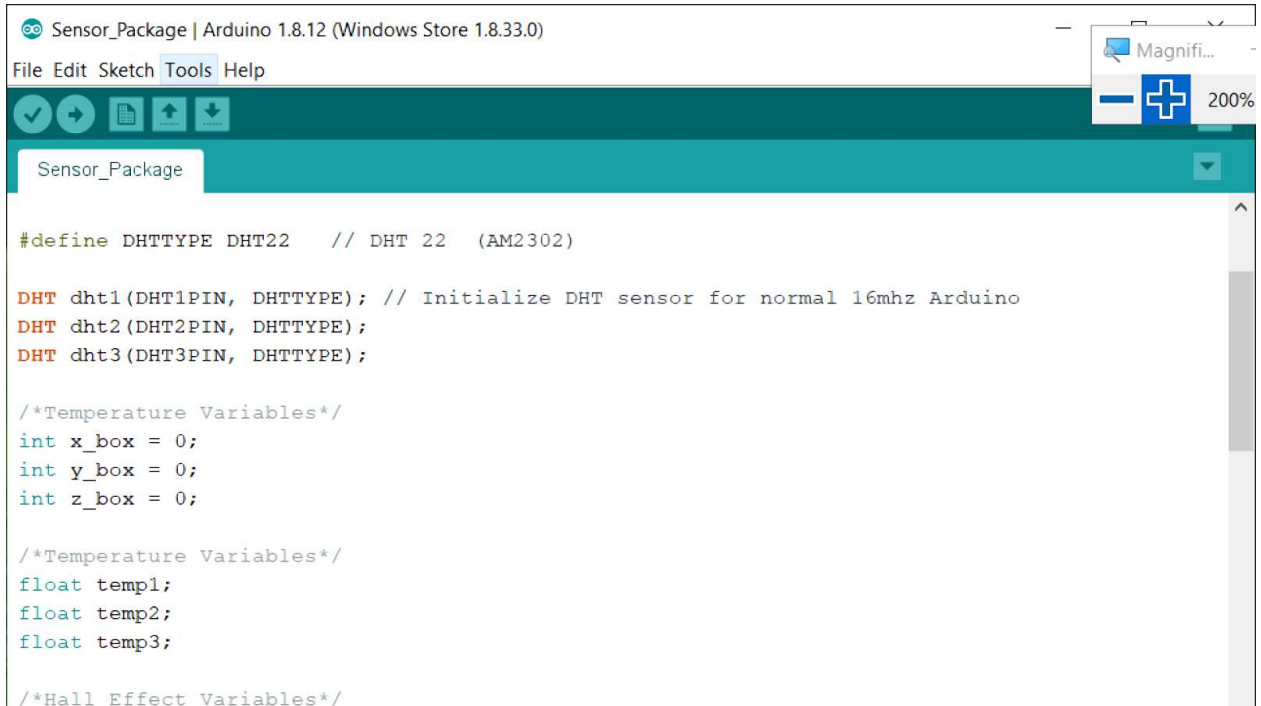 Sensor_Package | Arduino 1.8.12 (Windows Store 1.8.33.0)
Magnifi...
File Edit Sketch Tools Help
200%
Sensor_Package
#define DHTTYPE DHT22   // DHT 22  (AM2302)
DHT dht1(DHT1PIN, DHTTYPE); // Initialize DHT sensor for normal 16mhz Arduino
DHT dht2(DHT2PIN, DHTTYPE);
DHT dht3(DHT3PIN, DHTTYPE);
/*Temperature Variables*/
int x_box = 0;
int y_box = 0;
int z_box = 0;
/*Temperature Variables*/
float temp1;
float temp2;
float temp3;
/*Hall Effect Variables*/